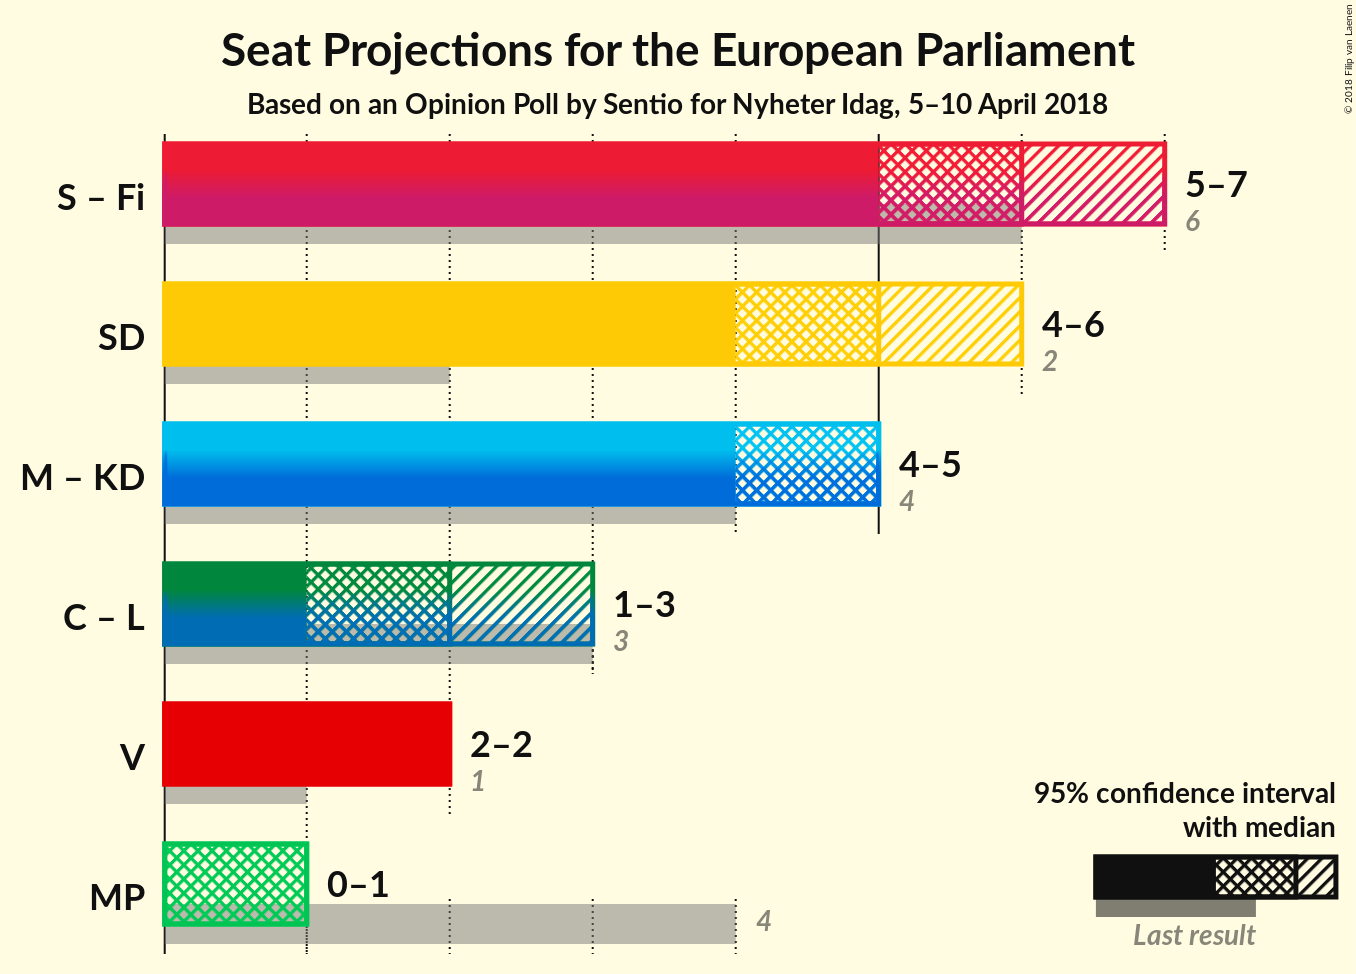 Seat Projections for the European Parliament
Based on an Opinion Poll by Sentio for Nyheter Idag, 5–10 April 2018
© 2018 Filip van Laenen
S – Fi
5–7
6
SD
4–6
2
M – KD
4–5
4
C – L
1–3
3
V
2–2
1
MP
0–1
4
95% confidence interval
with median
Last result